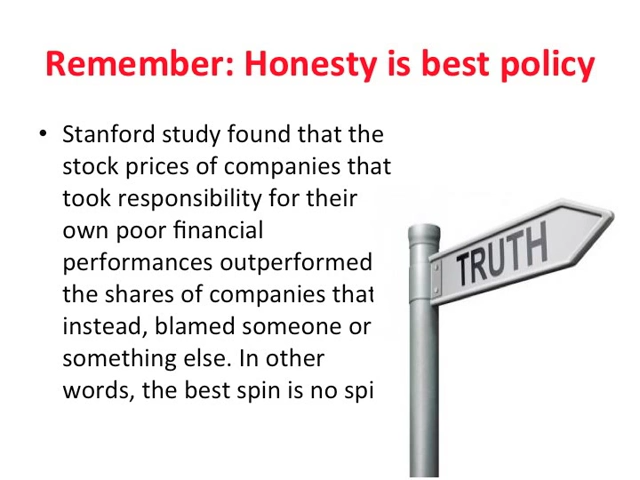 Remember: Honesty is best policy
• Stanford study found that the
stock prices of companies that
took responsibility for their
own poor financial
performances outperformed
the shares of companies that
instead, blamed someone or
something else. In other
words, the best spin is no spi
TRUTH